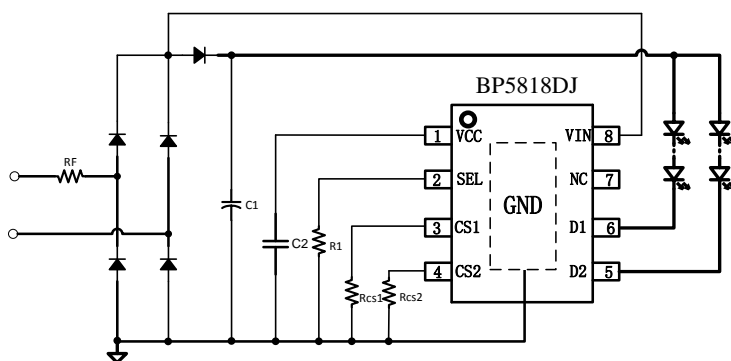 BP5818DJ
1 VCC VIN 8
RF
2 SEL NC 7
GND
C1
3 CS1 D1 6
C2 R1
4 CS2 D2 5
Rcs1 Rcs2